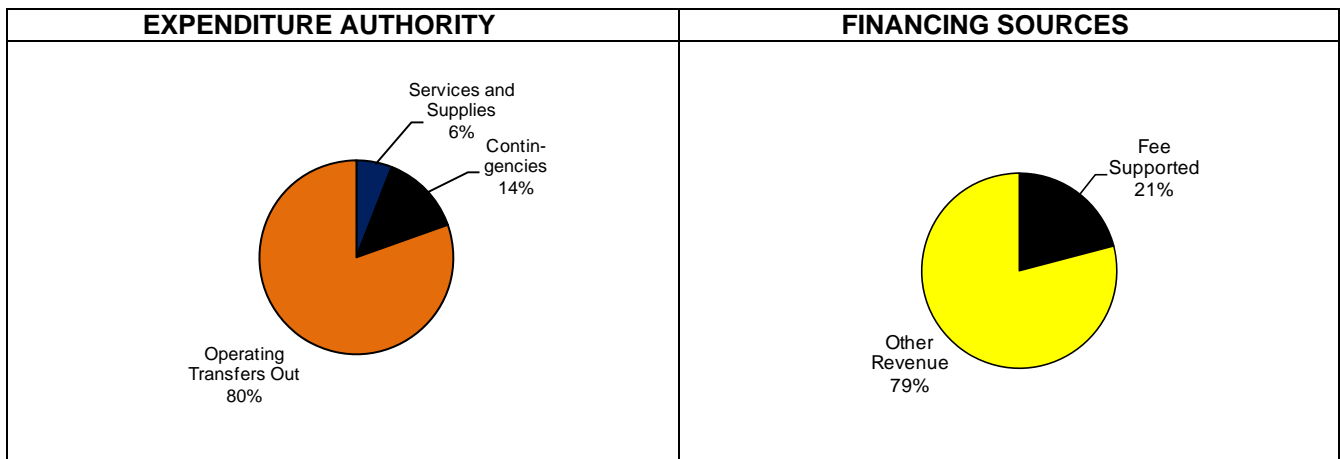 EXPENDITURE AUTHORITY
FINANCING SOURCES
Services and
Supplies
6%
Contin-
gencies
14%
Operating
Transfers Out
80%
Fee
Supported
21%
Other
Revenue
79%